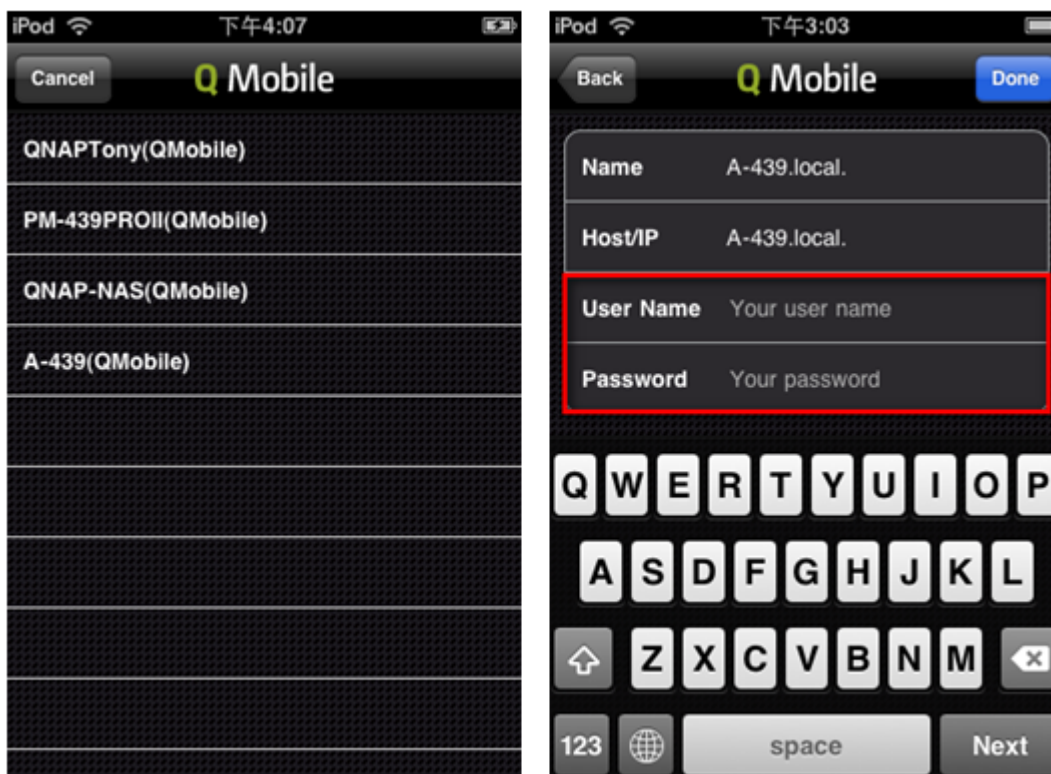 iPod 下午4:07
Cancel Q Mobile
QNAPTony(QMobile)
PM-439PROII(QMobile)
QNAP-NAS(QMobile)
A-439(QMobile)
iPod 下午3:03
Back Q Mobile Done
Name A-439.local.
Host/IP A-439.local.
User Name Your user name
Password Your password
Q W E R T Y U I O P
A S D F G H J K L
Z X C V B N M
123 space Next